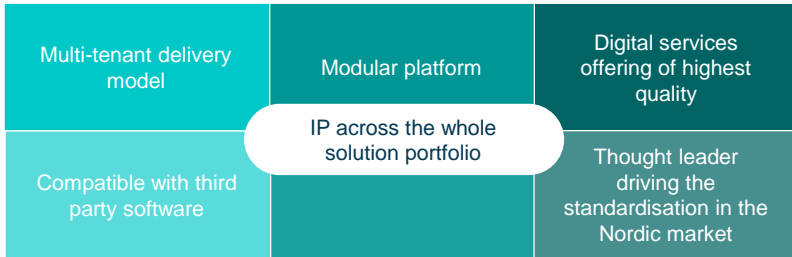 Multi-tenant delivery
model
Modular platform
Digital services
offering of highest
quality
IP across the whole
solution portfolio
Compatible with third
party software
Thought leader
driving the
standardisation in the
Nordic market